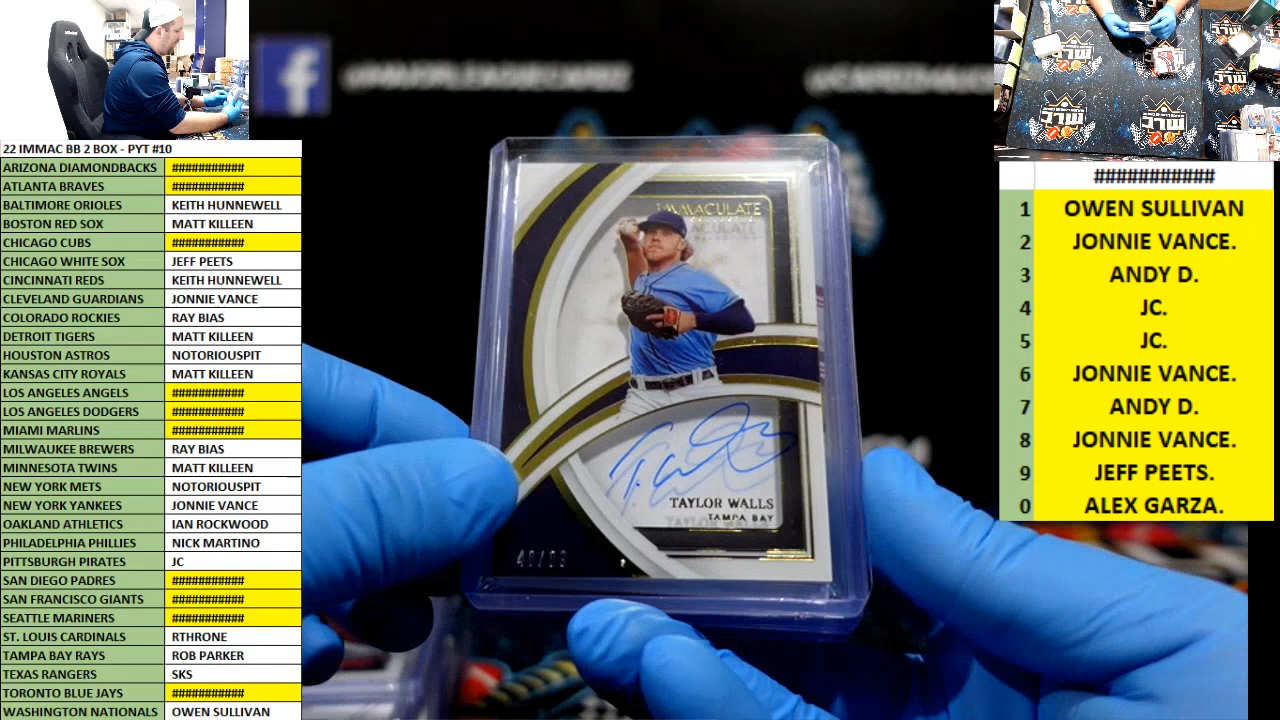 22 IMMAC BB 2 BOX - PYT #10
ARIZONA DIAMONDBACKS ###########
ATLANTA BRAVES ###########
BALTIMORE ORIOLES KEITH HUNNEWELL
BOSTON RED SOX MATT KILLEEN
CHICAGO CUBS ###########
CHICAGO WHITE SOX JEFF PEETS
CINCINNATI REDS KEITH HUNNEWELL
CLEVELAND GUARDIANS JONNIE VANCE
COLORADO ROCKIES RAY BIAS
DETROIT TIGERS MATT KILLEEN
HOUSTON ASTROS NOTORIOUSPIT
KANSAS CITY ROYALS MATT KILLEEN
LOS ANGELES ANGELS ###########
LOS ANGELES DODGERS ###########
MIAMI MARLINS ###########
MILWAUKEE BREWERS RAY BIAS
MINNESOTA TWINS MATT KILLEEN
NEW YORK METS NOTORIOUSPIT
NEW YORK YANKEES JONNIE VANCE
OAKLAND ATHLETICS IAN ROCKWOOD
PHILADELPHIA PHILLIES NICK MARTINO
PITTSBURGH PIRATES JC
SAN DIEGO PADRES ###########
SAN FRANCISCO GIANTS ###########
SEATTLE MARINERS ###########
ST. LOUIS CARDINALS RTHRONE
TAMPA BAY RAYS ROB PARKER
TEXAS RANGERS SKS
TORONTO BLUE JAYS ###########
WASHINGTON NATIONALS OWEN SULLIVAN
f
IMMACULATE
TAYLOR WALLS
TAMPA BAY
###########
1 OWEN SULLIVAN
2 JONNIE VANCE.
3 ANDY D.
4 JC.
5 JC.
6 JONNIE VANCE.
7 ANDY D.
8 JONNIE VANCE.
9 JEFF PEETS.
0 ALEX GARZA.